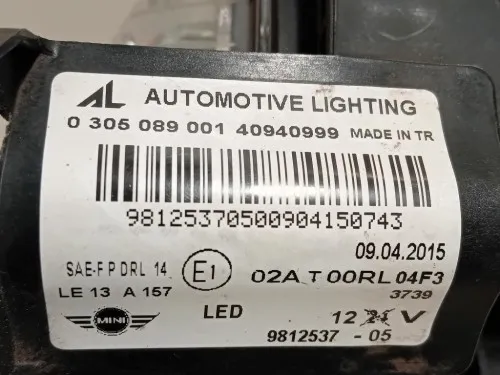 AL AUTOMOTIVE LIGHTING
0 305 089 001 40940999 MADE IN TR
98125370500904150743
09.04.2015
SAE-F P DRL 14 E1 02A T 00RL 04F3
LE 13 A 157 3739
MINI LED 12 24 V
9812537 - 05